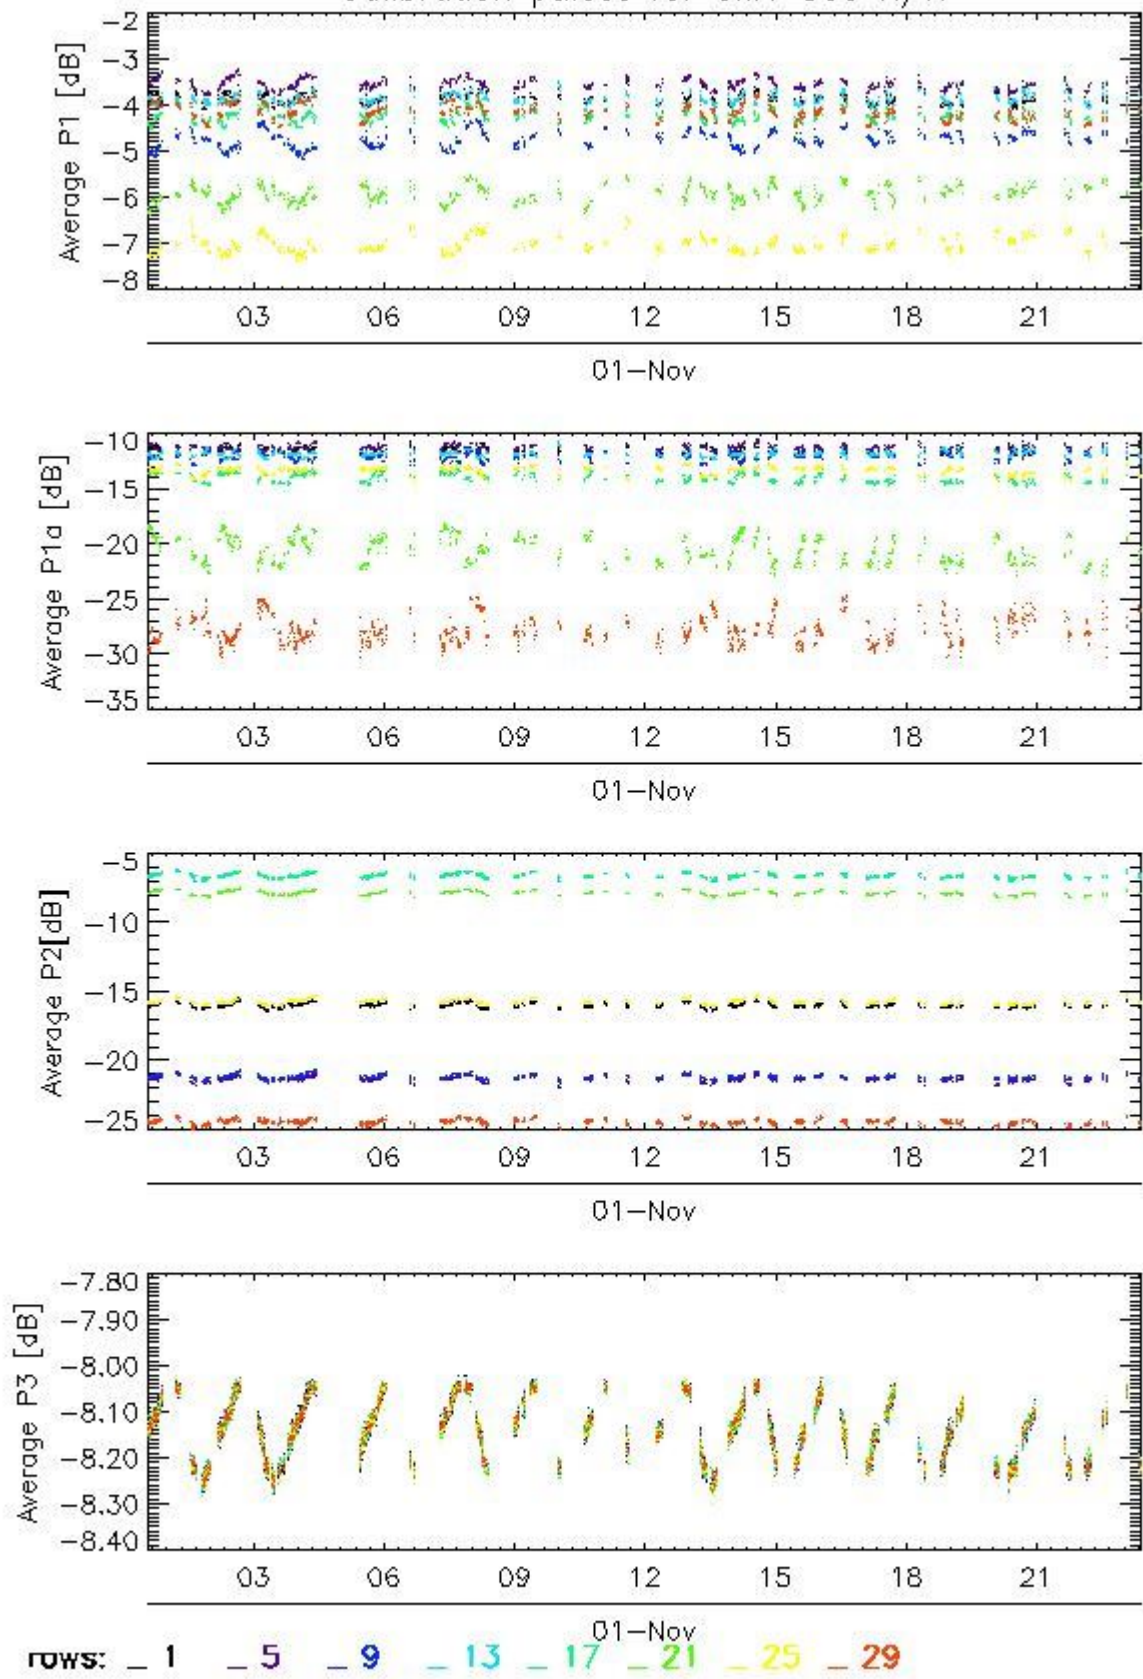 Average P1 [dB]
-2
-3
-4
-5
-6
-7
-8
03 06 09 12 15 18 21
01-Nov
Average P1a [dB]
-10
-15
-20
-25
-30
-35
03 06 09 12 15 18 21
01-Nov
Average P2[dB]
-5
-10
-15
-20
-25
03 06 09 12 15 18 21
01-Nov
Average P3 [dB]
-7.80
-7.90
-8.00
-8.10
-8.20
-8.30
-8.40
03 06 09 12 15 18 21
01-Nov
rows: _ 1 _ 5 _ 9 _ 13 _ 17 _ 21 _ 25 _ 29